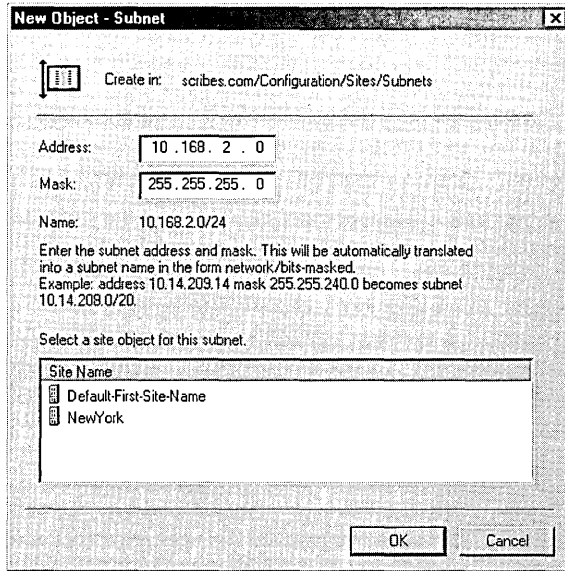 New Object - Subnet
Create in: scribes.com/Configuration/Sites/Subnets
Address: 10 .168. 2 . 0
Mask: 255.255.255. 0
Name: 10.168.2.0/24
Enter the subnet address and mask. This will be automatically translated
into a subnet name in the form network/bits-masked.
Example: address 10.14.209.14 mask 255.255.240.0 becomes subnet
10.14.208.0/20.
Select a site object for this subnet.
Site Name
Default-First-Site-Name
NewYork
OK Cancel